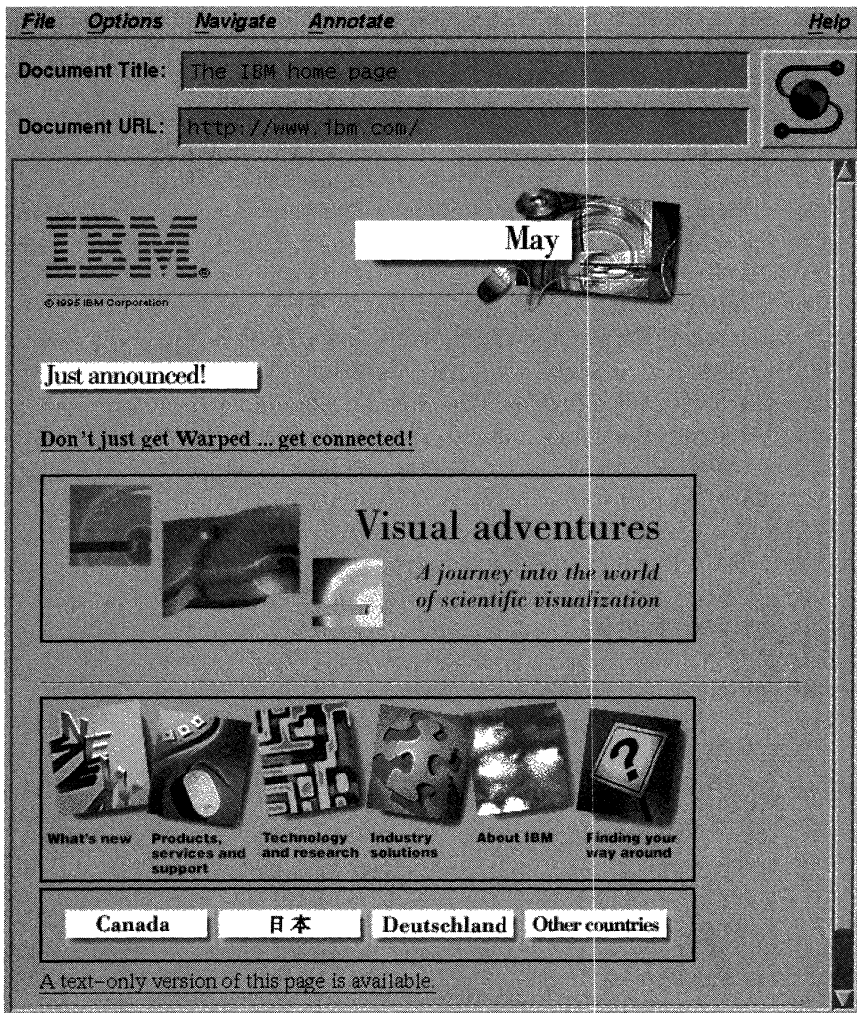 File Options Navigate Annotate Help
Document Title: The IBM home page
Document URL: http://www.ibm.com/
IBM®
May
© 1995 IBM Corporation
Just announced!
Don't just get Warped ... get connected!
Visual adventures
A journey into the world
of scientific visualization
What's new
Products,
services and
support
Technology
and research
Industry
solutions
About IBM
Finding your
way around
Canada 日本 Deutschland Other countries
A text-only version of this page is available.